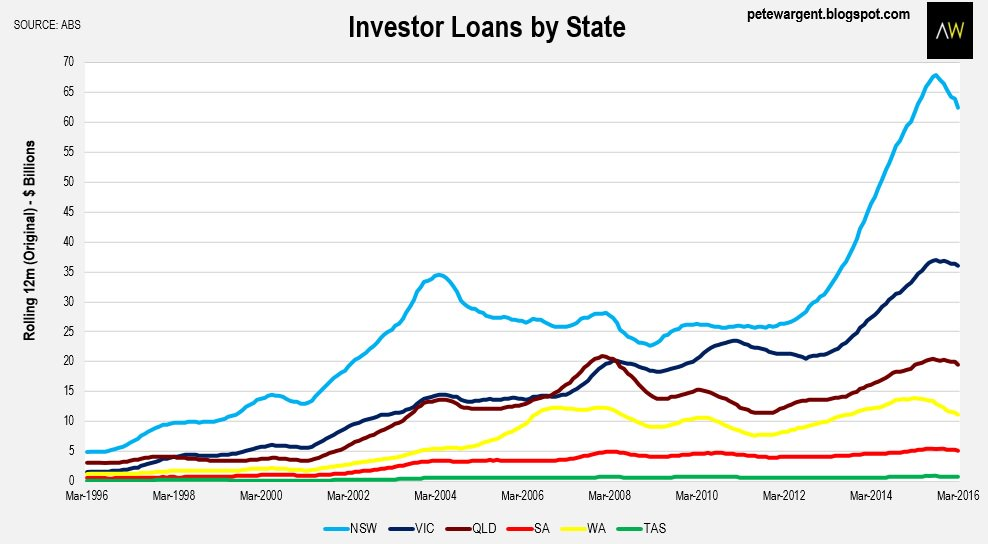 SOURCE: ABS
Investor Loans by State
petewargent.blogspot.com
AW
Rolling 12m (Original) - $ Billions
70
65
60
55
50
45
40
35
30
25
20
15
10
5
0
Mar-1996 Mar-1998 Mar-2000 Mar-2002 Mar-2004 Mar-2006 Mar-2008 Mar-2010 Mar-2012 Mar-2014 Mar-2016
NSW VIC QLD SA WA TAS